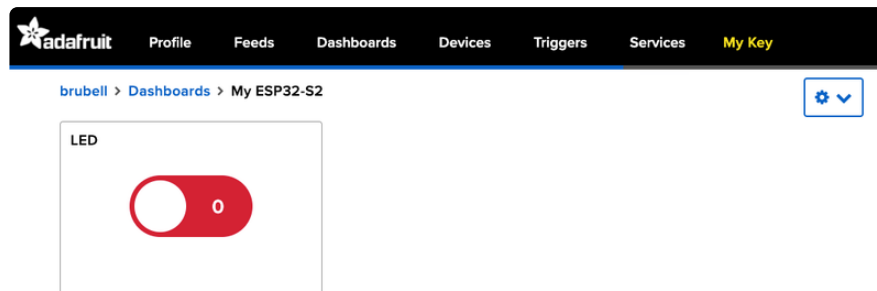 adafruit Profile Feeds Dashboards Devices Triggers Services My Key
brubell > Dashboards > My ESP32-S2
LED
0